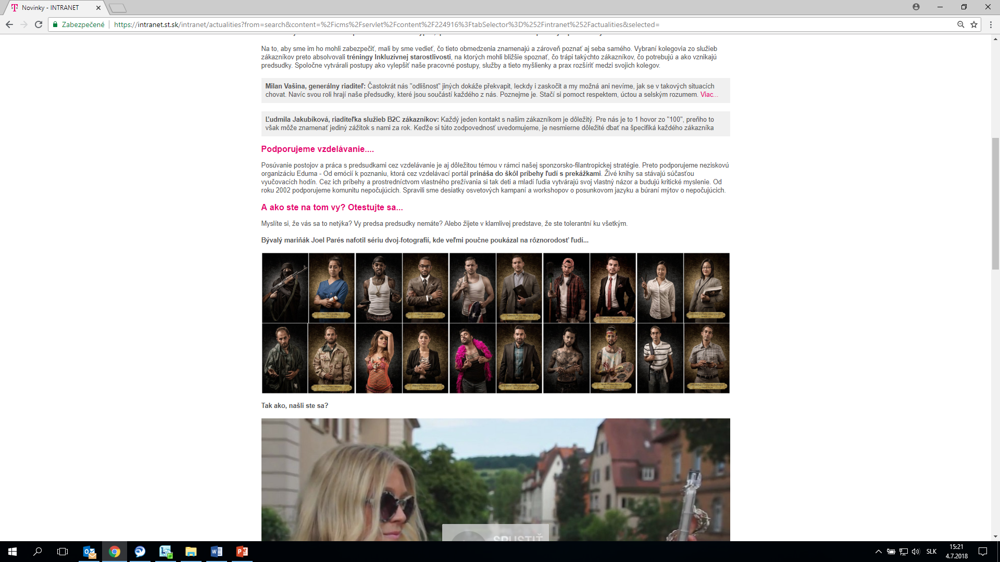 Novinky - INTRANET
Zabezpečené
https://intranet.st.sk/intranet/actualities?from=search&content=%2Ficms%2Fservlet%2Fcontent%2F224916%3FtabSelector%3D%252Fintranet%252Factualities&selected=
Na to, aby sme im ho mohli zabezpečiť, mali by sme vedieť, čo tieto obmedzenia znamenajú a zároveň poznať aj seba samého. Vybraní kolegovia zo služieb
zákazníkov preto absolvovali tréningy Inkluzívnej starostlivosti, na ktorých mohli bližšie spoznať, čo trápi takýchto zákazníkov, čo potrebujú a ako vznikajú
predsudky. Spoločne vytvárali postupy ako vylepšiť naše pracovné postupy, služby a tieto myšlienky a prax rozšíriť medzi svojich kolegov.
Milan Vašina, generálny riaditeľ: Častokrát nás "odlišnosť" jiných dokáže překvapit, leckdy i zaskočit a my možná ani nevíme, jak se v takových situacích
chovat. Navíc svou roli hrají naše předsudky, které jsou součástí každého z nás. Poznejme je. Stačí si pomoct respektem, úctou a selským rozumem. Viac...
Ľudmila Jakubíková, riaditeľka služieb B2C zákazníkov: Každý jeden kontakt s našim zákazníkom je dôležitý. Pre nás je to 1 hovor zo "100", preňho to
však môže znamenať jediný zážitok s nami za rok. Keďže si túto zodpovednosť uvedomujeme, je nesmierne dôležité dbať na špecifiká každého zákazníka
Podporujeme vzdelávanie....
Posúvanie postojov a práca s predsudkami cez vzdelávanie je aj dôležitou témou v rámci našej sponzorsko-filantropickej stratégie. Preto podporujeme neziskovú
organizáciu Eduma - Od emócií k poznaniu, ktorá cez vzdelávací portál prináša do škôl príbehy ľudí s prekážkami. Živé knihy sa stávajú súčasťou
vyučovacích hodín. Cez ich príbehy a prostredníctvom vlastného prežívania si tak deti a mladí ľudia vytvárajú svoj vlastný názor a budujú kritické myslenie. Od
roku 2002 podporujeme komunitu nepočujúcich. Spravili sme desiatky osvetových kampaní a workshopov o posunkovom jazyku a búraní mýtov o nepočujúcich.
A ako ste na tom vy? Otestujte sa...
Myslíte si, že vás sa to netýka? Vy predsa predsudky nemáte? Alebo žijete v klamlivej predstave, že ste tolerantní ku všetkým.
Bývalý mariňák Joel Parés nafotil sériu dvoj-fotografií, kde veľmi poučne poukázal na rôznorodosť ľudí...
Tak ako, našli ste sa?
SPUSTIŤ
SLK
15:21
4.7.2018